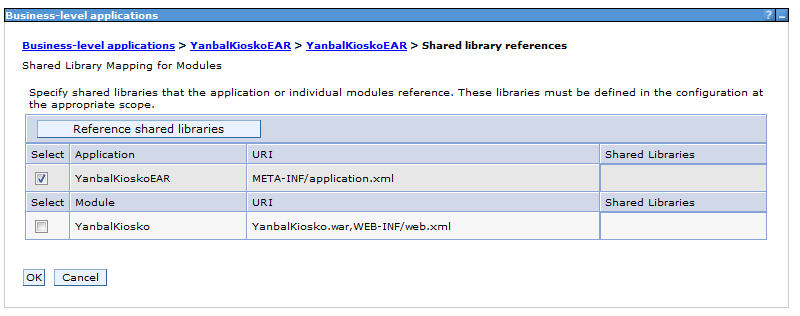 Business-level applications ? _
Business-level applications > YanbalKioskoEAR > YanbalKioskoEAR > Shared library references
Shared Library Mapping for Modules
Specify shared libraries that the application or individual modules reference. These libraries must be defined in the configuration at
the appropriate scope.
Reference shared libraries
Select Application URI Shared Libraries
YanbalKioskoEAR META-INF/application.xml
Select Module URI Shared Libraries
YanbalKiosko YanbalKiosko.war,WEB-INF/web.xml
OK Cancel